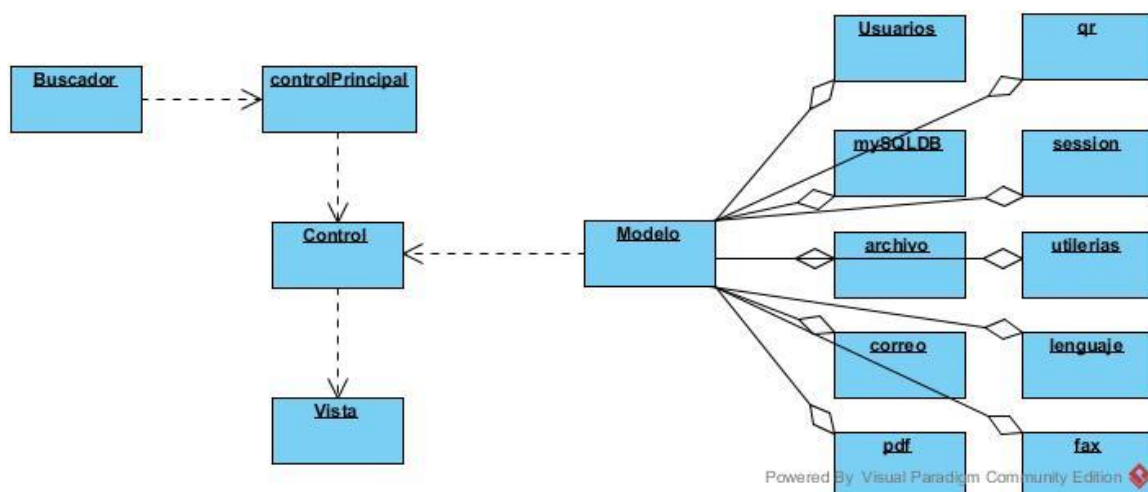 Usuarios
qr
Buscador
controlPrincipal
mySQLDB
session
Control
Modelo
archivo
utilerias
correo
lenguaje
Vista
pdf
fax
Powered By Visual Paradigm Community Edition